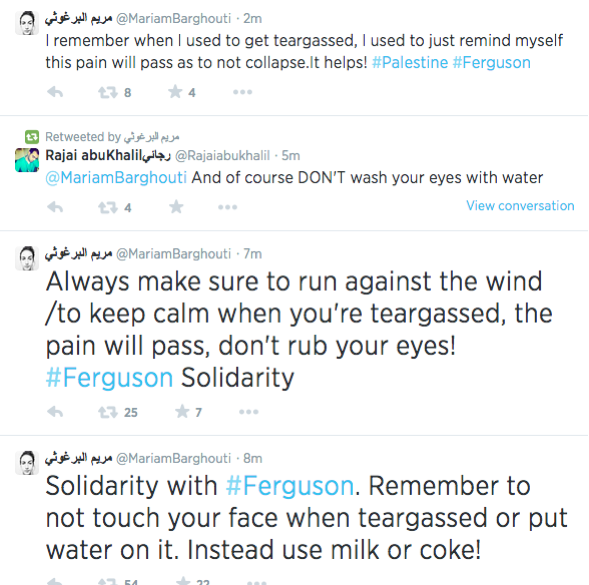 مريم البرغوثي @MariamBarghouti · 2m
I remember when I used to get teargassed, I used to just remind myself
this pain will pass as to not collapse.It helps! #Palestine #Ferguson
8 4
Retweeted by مريم البرغوثي
Rajai abuKhalilرجائي @Rajaiabukhalil · 5m
@MariamBarghouti And of course DON'T wash your eyes with water
4 View conversation
مريم البرغوثي @MariamBarghouti · 7m
Always make sure to run against the wind
/to keep calm when you're teargassed, the
pain will pass, don't rub your eyes!
#Ferguson Solidarity
25 7
مريم البرغوثي @MariamBarghouti · 8m
Solidarity with #Ferguson. Remember to
not touch your face when teargassed or put
water on it. Instead use milk or coke!
54 22